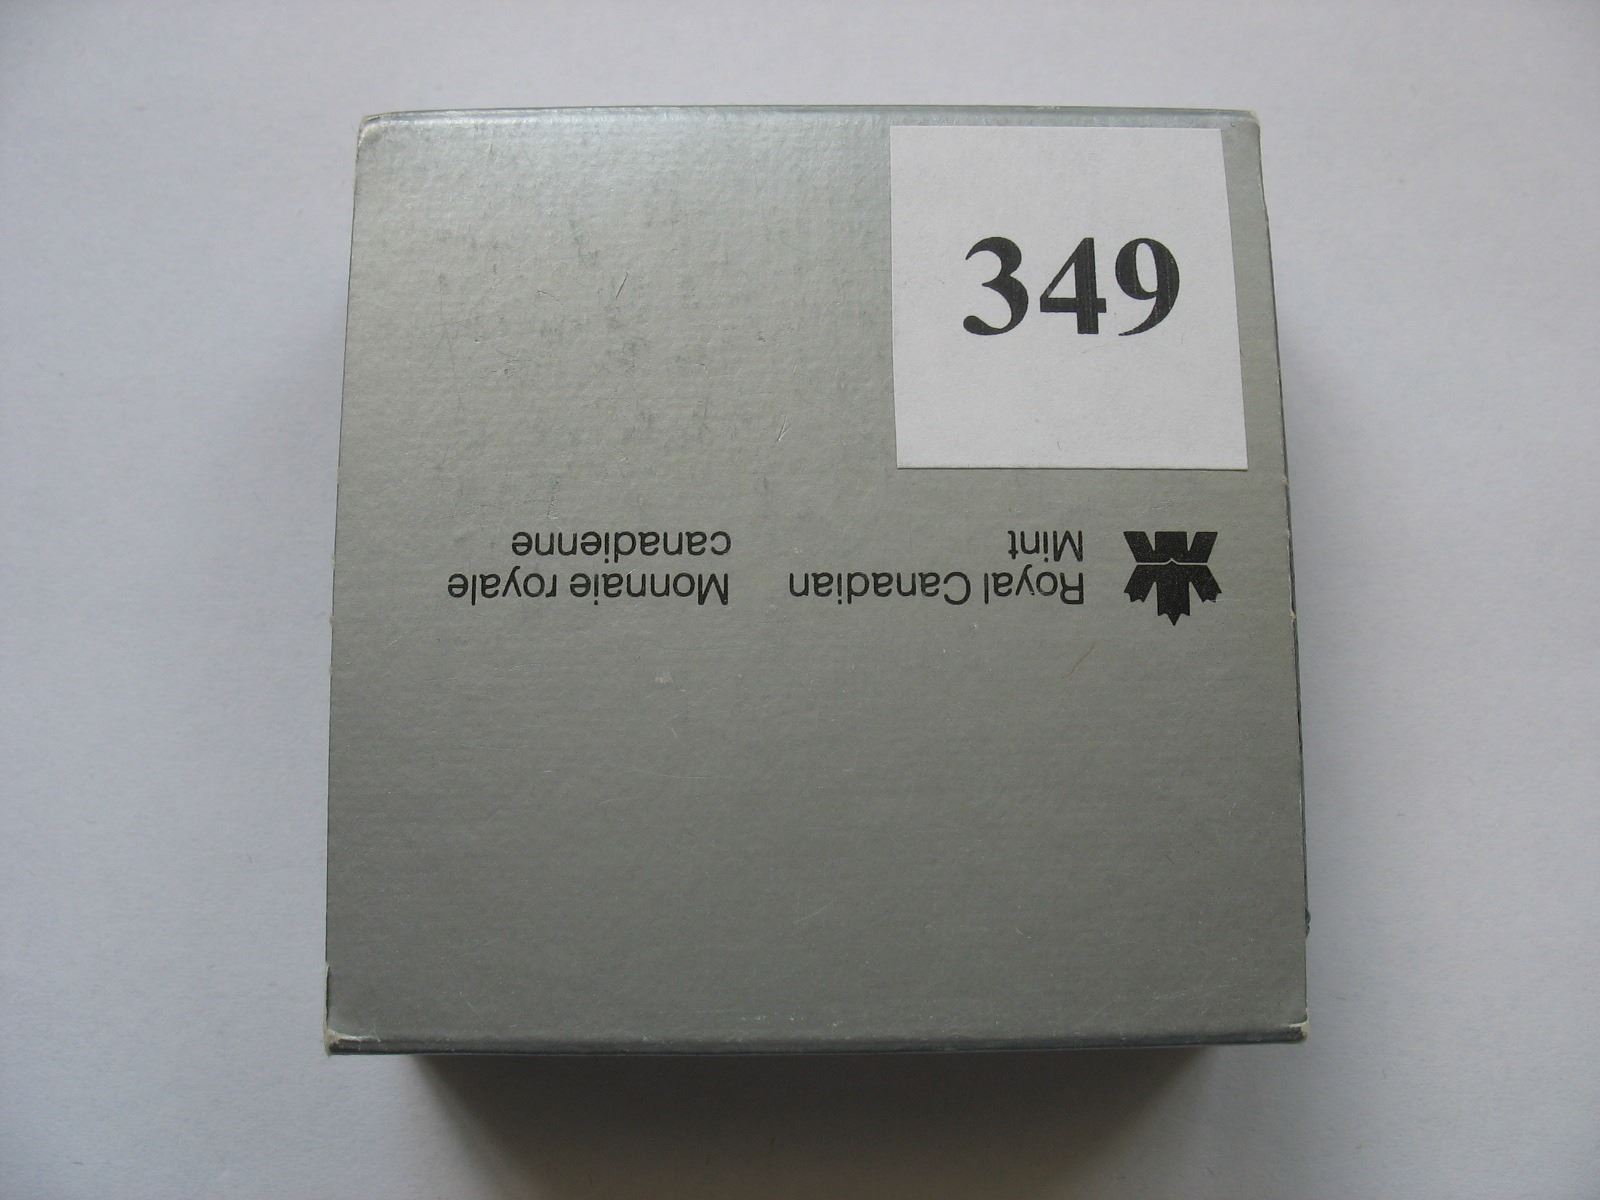 349
Royal Canadian
Mint
Monnaie royale
canadienne